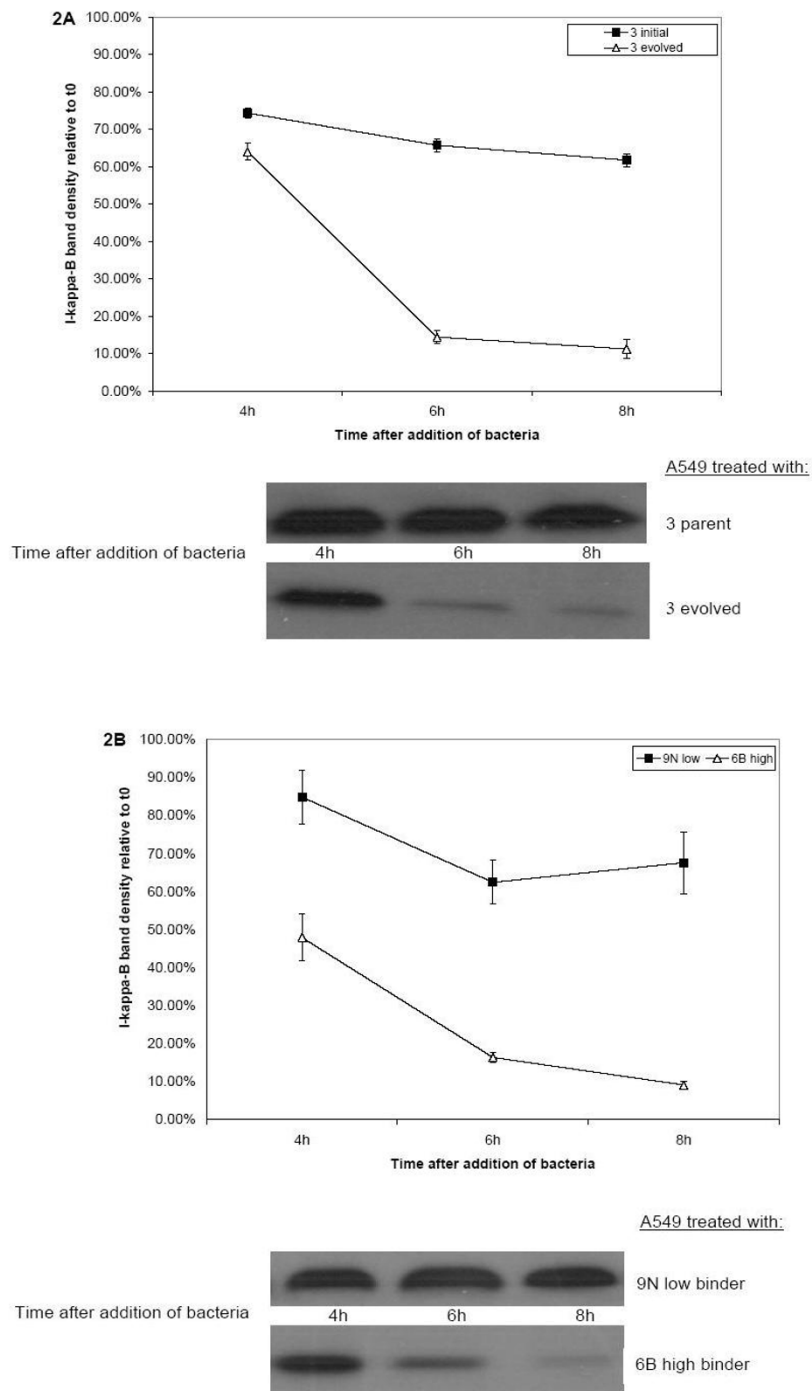 2A
3 initial
3 evolved
I-kappa-B band density relative to t0
100.00%
90.00%
80.00%
70.00%
60.00%
50.00%
40.00%
30.00%
20.00%
10.00%
0.00%
4h 6h 8h
Time after addition of bacteria
A549 treated with:
3 parent
Time after addition of bacteria 4h 6h 8h
3 evolved
2B
9N low 6B high
I-kappa-B band density relative to t0
100.00%
90.00%
80.00%
70.00%
60.00%
50.00%
40.00%
30.00%
20.00%
10.00%
0.00%
4h 6h 8h
Time after addition of bacteria
A549 treated with:
9N low binder
Time after addition of bacteria 4h 6h 8h
6B high binder